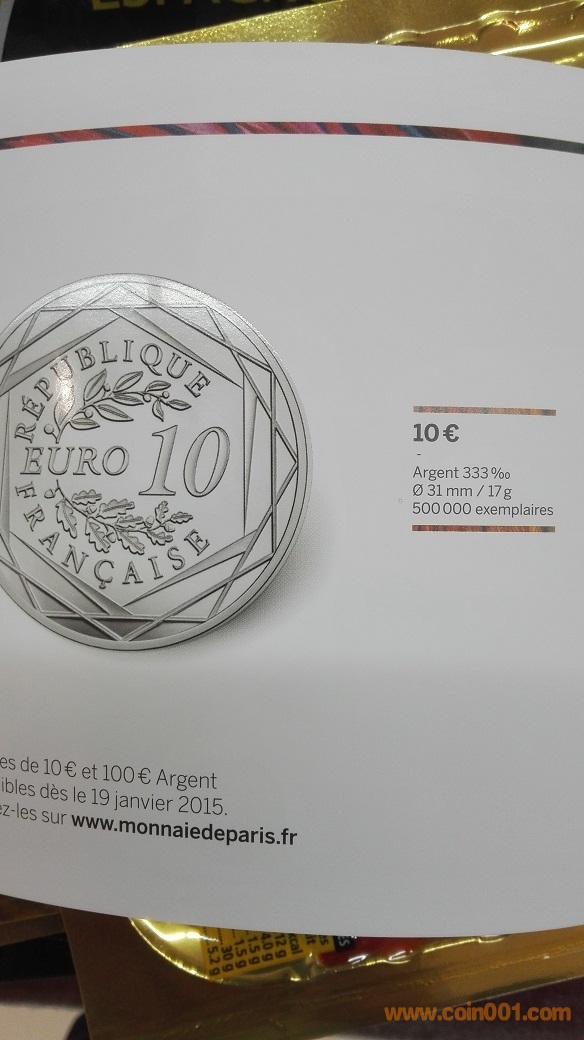 RÉPUBLIQUE
EURO 10
FRANÇAISE
10 €
-
Argent 333 ‰
Ø 31 mm / 17 g
500 000 exemplaires
es de 10 € et 100 € Argent
ibles dès le 19 janvier 2015.
ez-les sur www.monnaiedeparis.fr
www.coin001.com